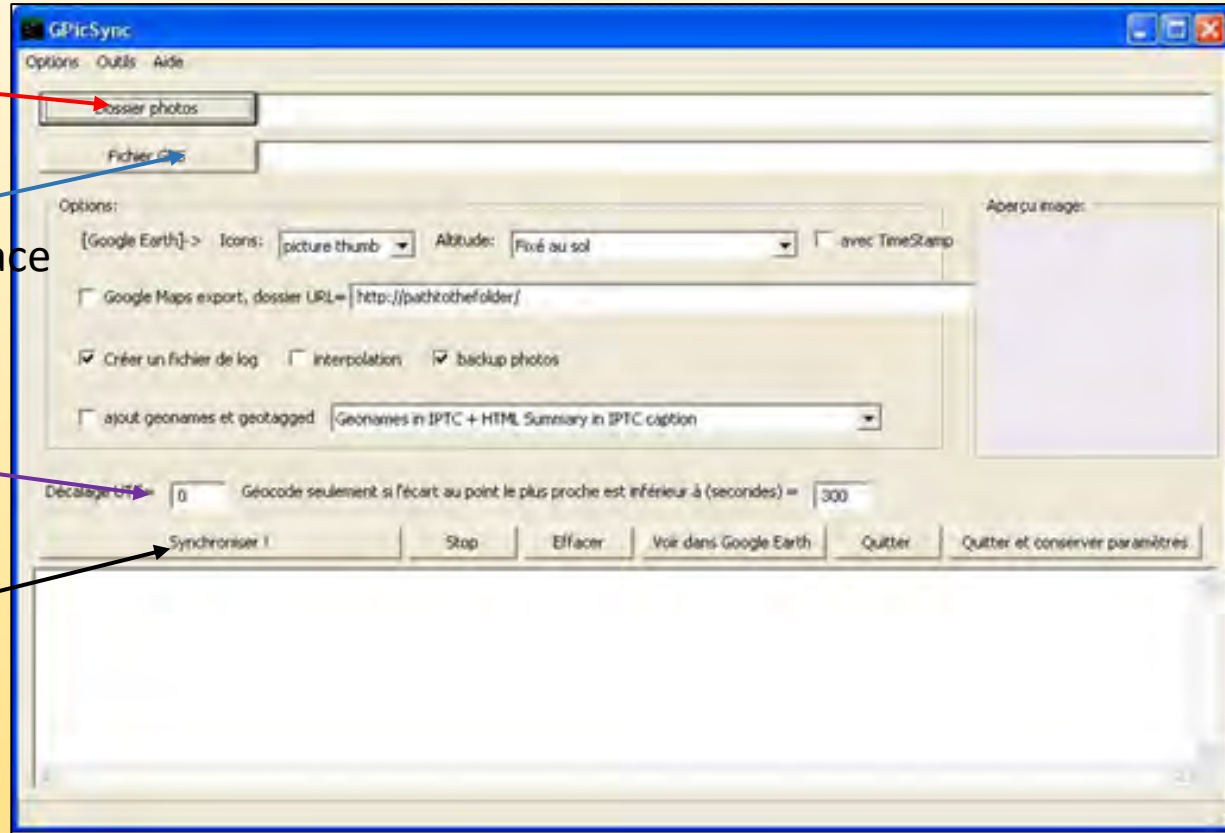 GPicSync
Options Outils Aide
Dossier photos
Fichier GPS
Options:
Aperçu image:
[Google Earth]-> Icons: picture thumb Altitude: Fixé au sol avec TimeStamp
nce
Google Maps export, dossier URL= http://pathtothefolder/
Créer un fichier de log interpolation backup photos
ajout geonames et geotagged Geonames in IPTC + HTML Summary in IPTC caption
Décalage UTC= 0 Géocode seulement si l'écart au point le plus proche est inférieur à (secondes) = 300
Synchroniser ! Stop Effacer Voir dans Google Earth Quitter Quitter et conserver paramètres